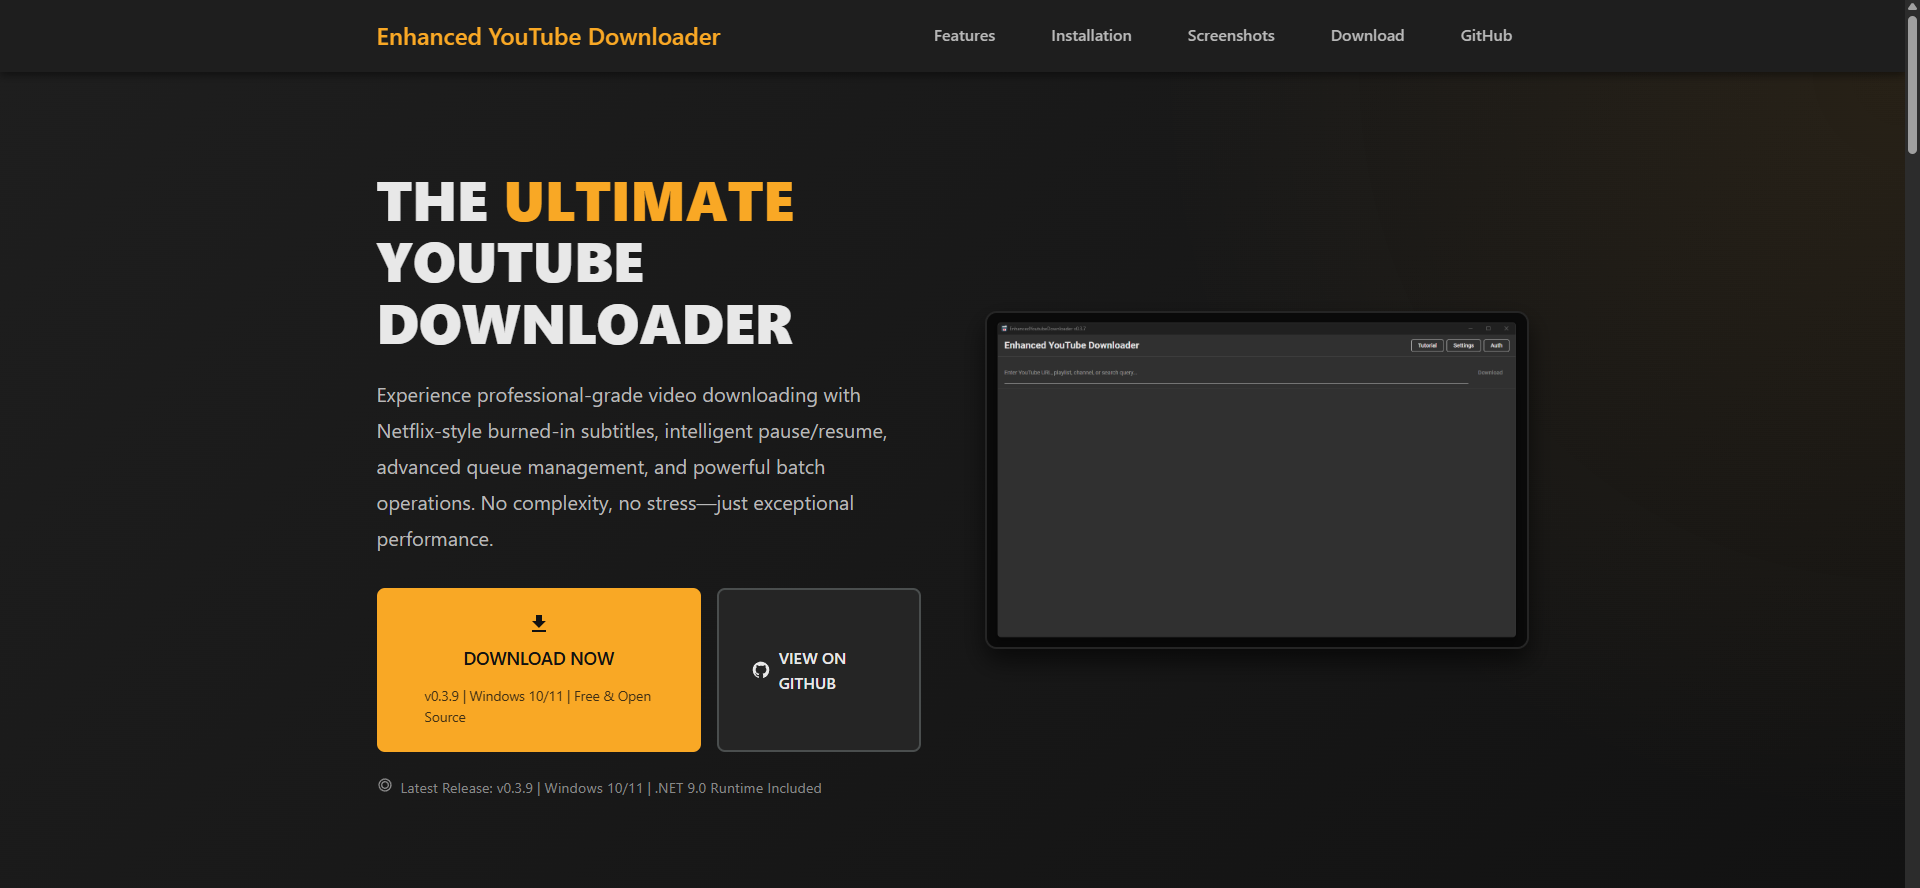 Enhanced YouTube Downloader
Features
Installation
Screenshots
Download
GitHub
THE ULTIMATE
YOUTUBE
DOWNLOADER
Experience professional-grade video downloading with
Netflix-style burned-in subtitles, intelligent pause/resume,
advanced queue management, and powerful batch
operations. No complexity, no stress—just exceptional
performance.
DOWNLOAD NOW
v0.3.9 | Windows 10/11 | Free & Open
Source
VIEW ON
GITHUB
Latest Release: v0.3.9 | Windows 10/11 | .NET 9.0 Runtime Included
Enhanced YouTube Downloader
Tutorial
Settings
Auth
Enter YouTube URL, playlist, channel, or search query...
Download